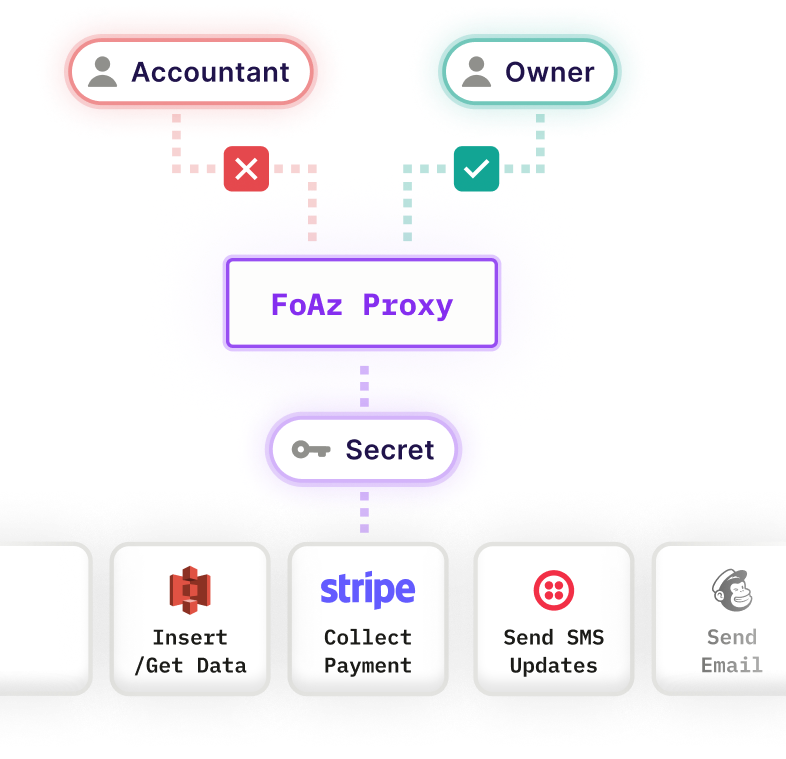 Accountant
Owner
FoAz Proxy
Secret
Insert
/Get Data
stripe
Collect
Payment
Send SMS
Updates
Send
Email